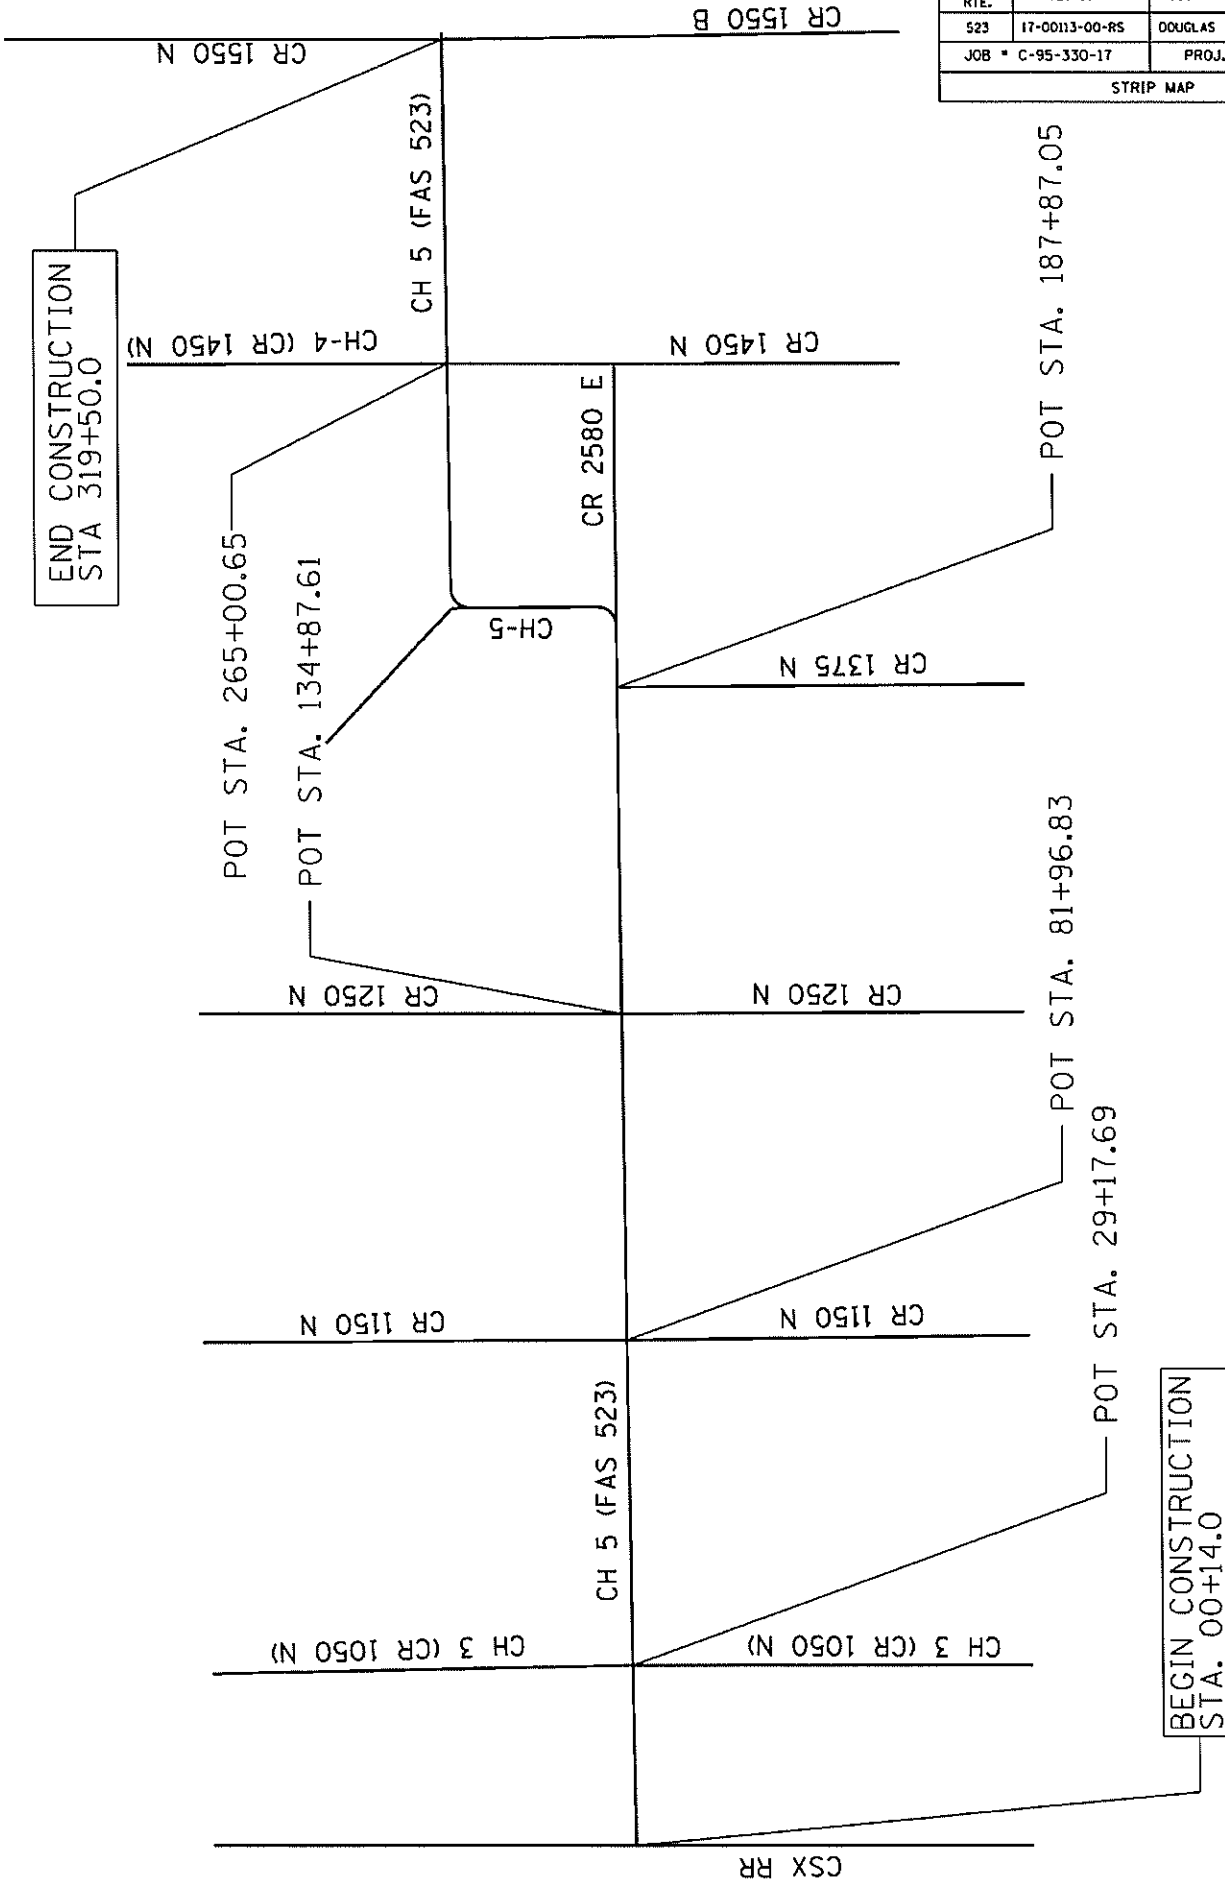 CR 1550 N
CR 1550 B
RTE.
523 17-00113-00-RS DOUGLAS
JOB * C-95-330-17 PROJ.
STRIP MAP
END CONSTRUCTION
STA 319+50.0
CH 5 (FAS 523)
CH-4 (CR 1450 N)
CR 1450 N
POT STA. 187+87.05
CR 2580 E
POT STA. 265+00.65
POT STA. 134+87.61
CH-5
CR 1375 N
CR 1250 N
CR 1250 N
POT STA. 81+96.83
CR 1150 N
CR 1150 N
POT STA. 29+17.69
CH 5 (FAS 523)
CH 3 (CR 1050 N)
CH 3 (CR 1050 N)
BEGIN CONSTRUCTION
STA. 00+14.0
CSX RR